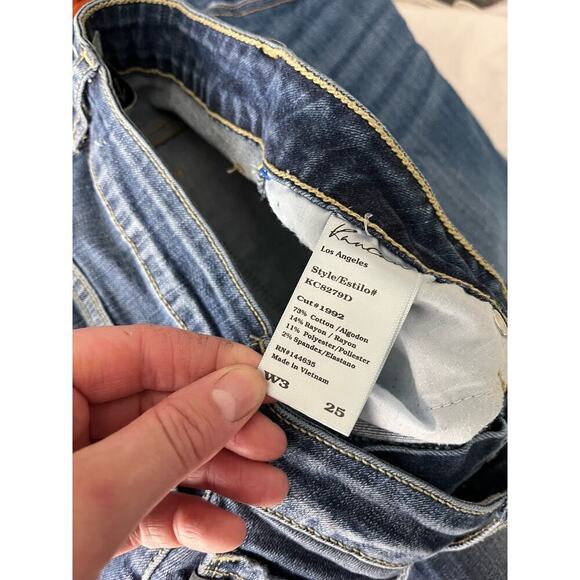 Los Angeles
Style/Estilo#
KC8279D
Cut#1992
73% Cotton /Algodon
14% Rayon / Rayon
11% Polyester/Poliester
2% Spandex/Elastano
RN#144635
Made in Vietnam
W3 25